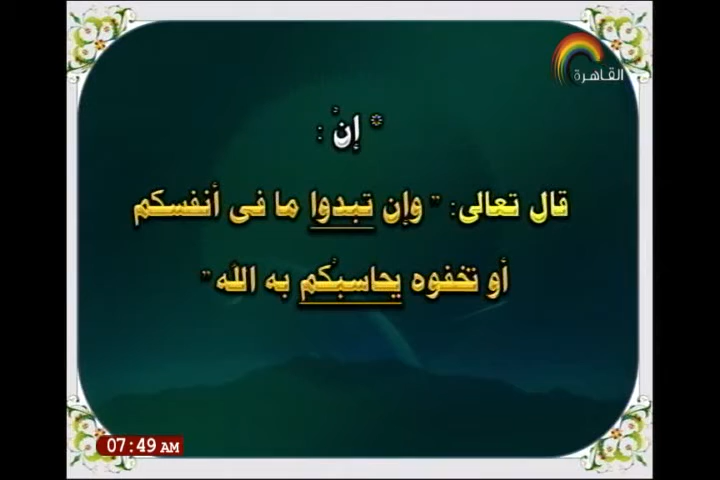 القاهرة
* إنْ :
قال تعالى: " وإن تبدوا ما فى أنفسكم
أو تخفوه يحاسبْكم به الله "
07:49 AM